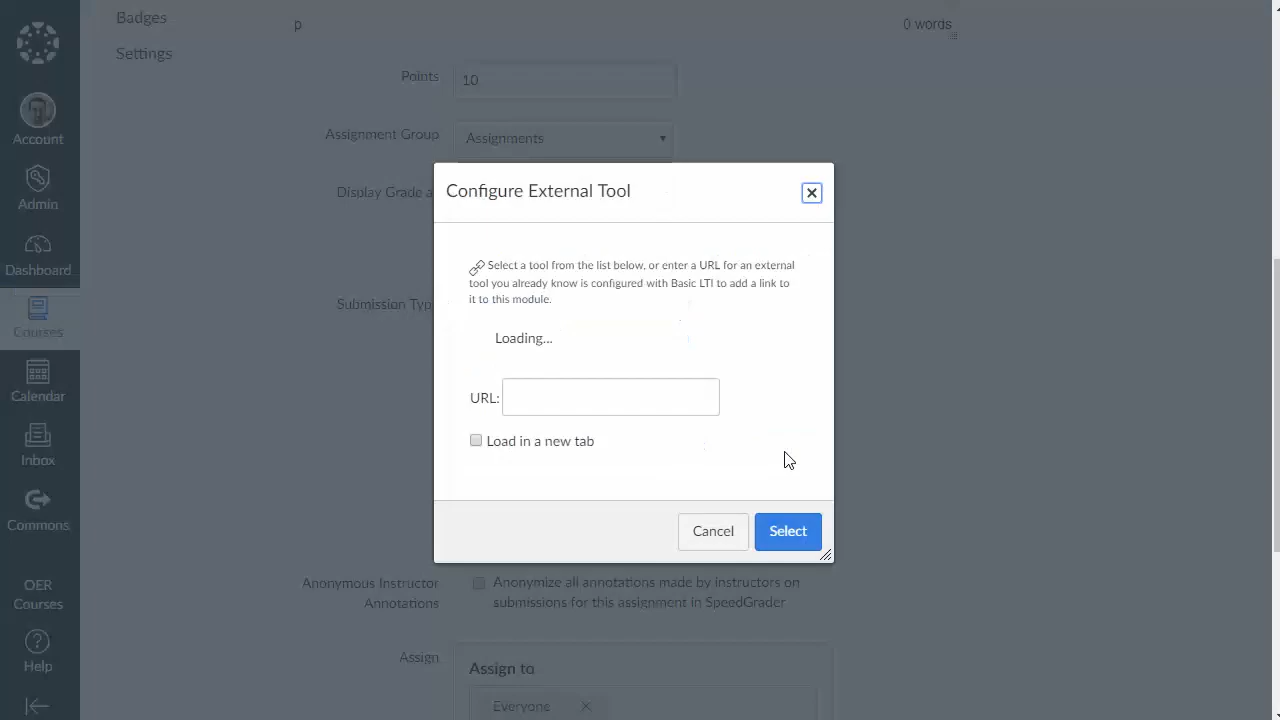 Badges
p
0 words
Settings
Points
10
Account
Assignment Group
Assignments
Admin
Display Grade a
Configure External Tool
Dashboard
Select a tool from the list below, or enter a URL for an external
tool you already know is configured with Basic LTI to add a link to
it to this module.
Submission Typ
Courses
Loading...
Calendar
URL:
Load in a new tab
Inbox
Commons
Cancel
Select
OER
Courses
Anonymous Instructor
Annotations
Anonymize all annotations made by instructors on
submissions for this assignment in SpeedGrader
Help
Assign
Assign to
Everyone